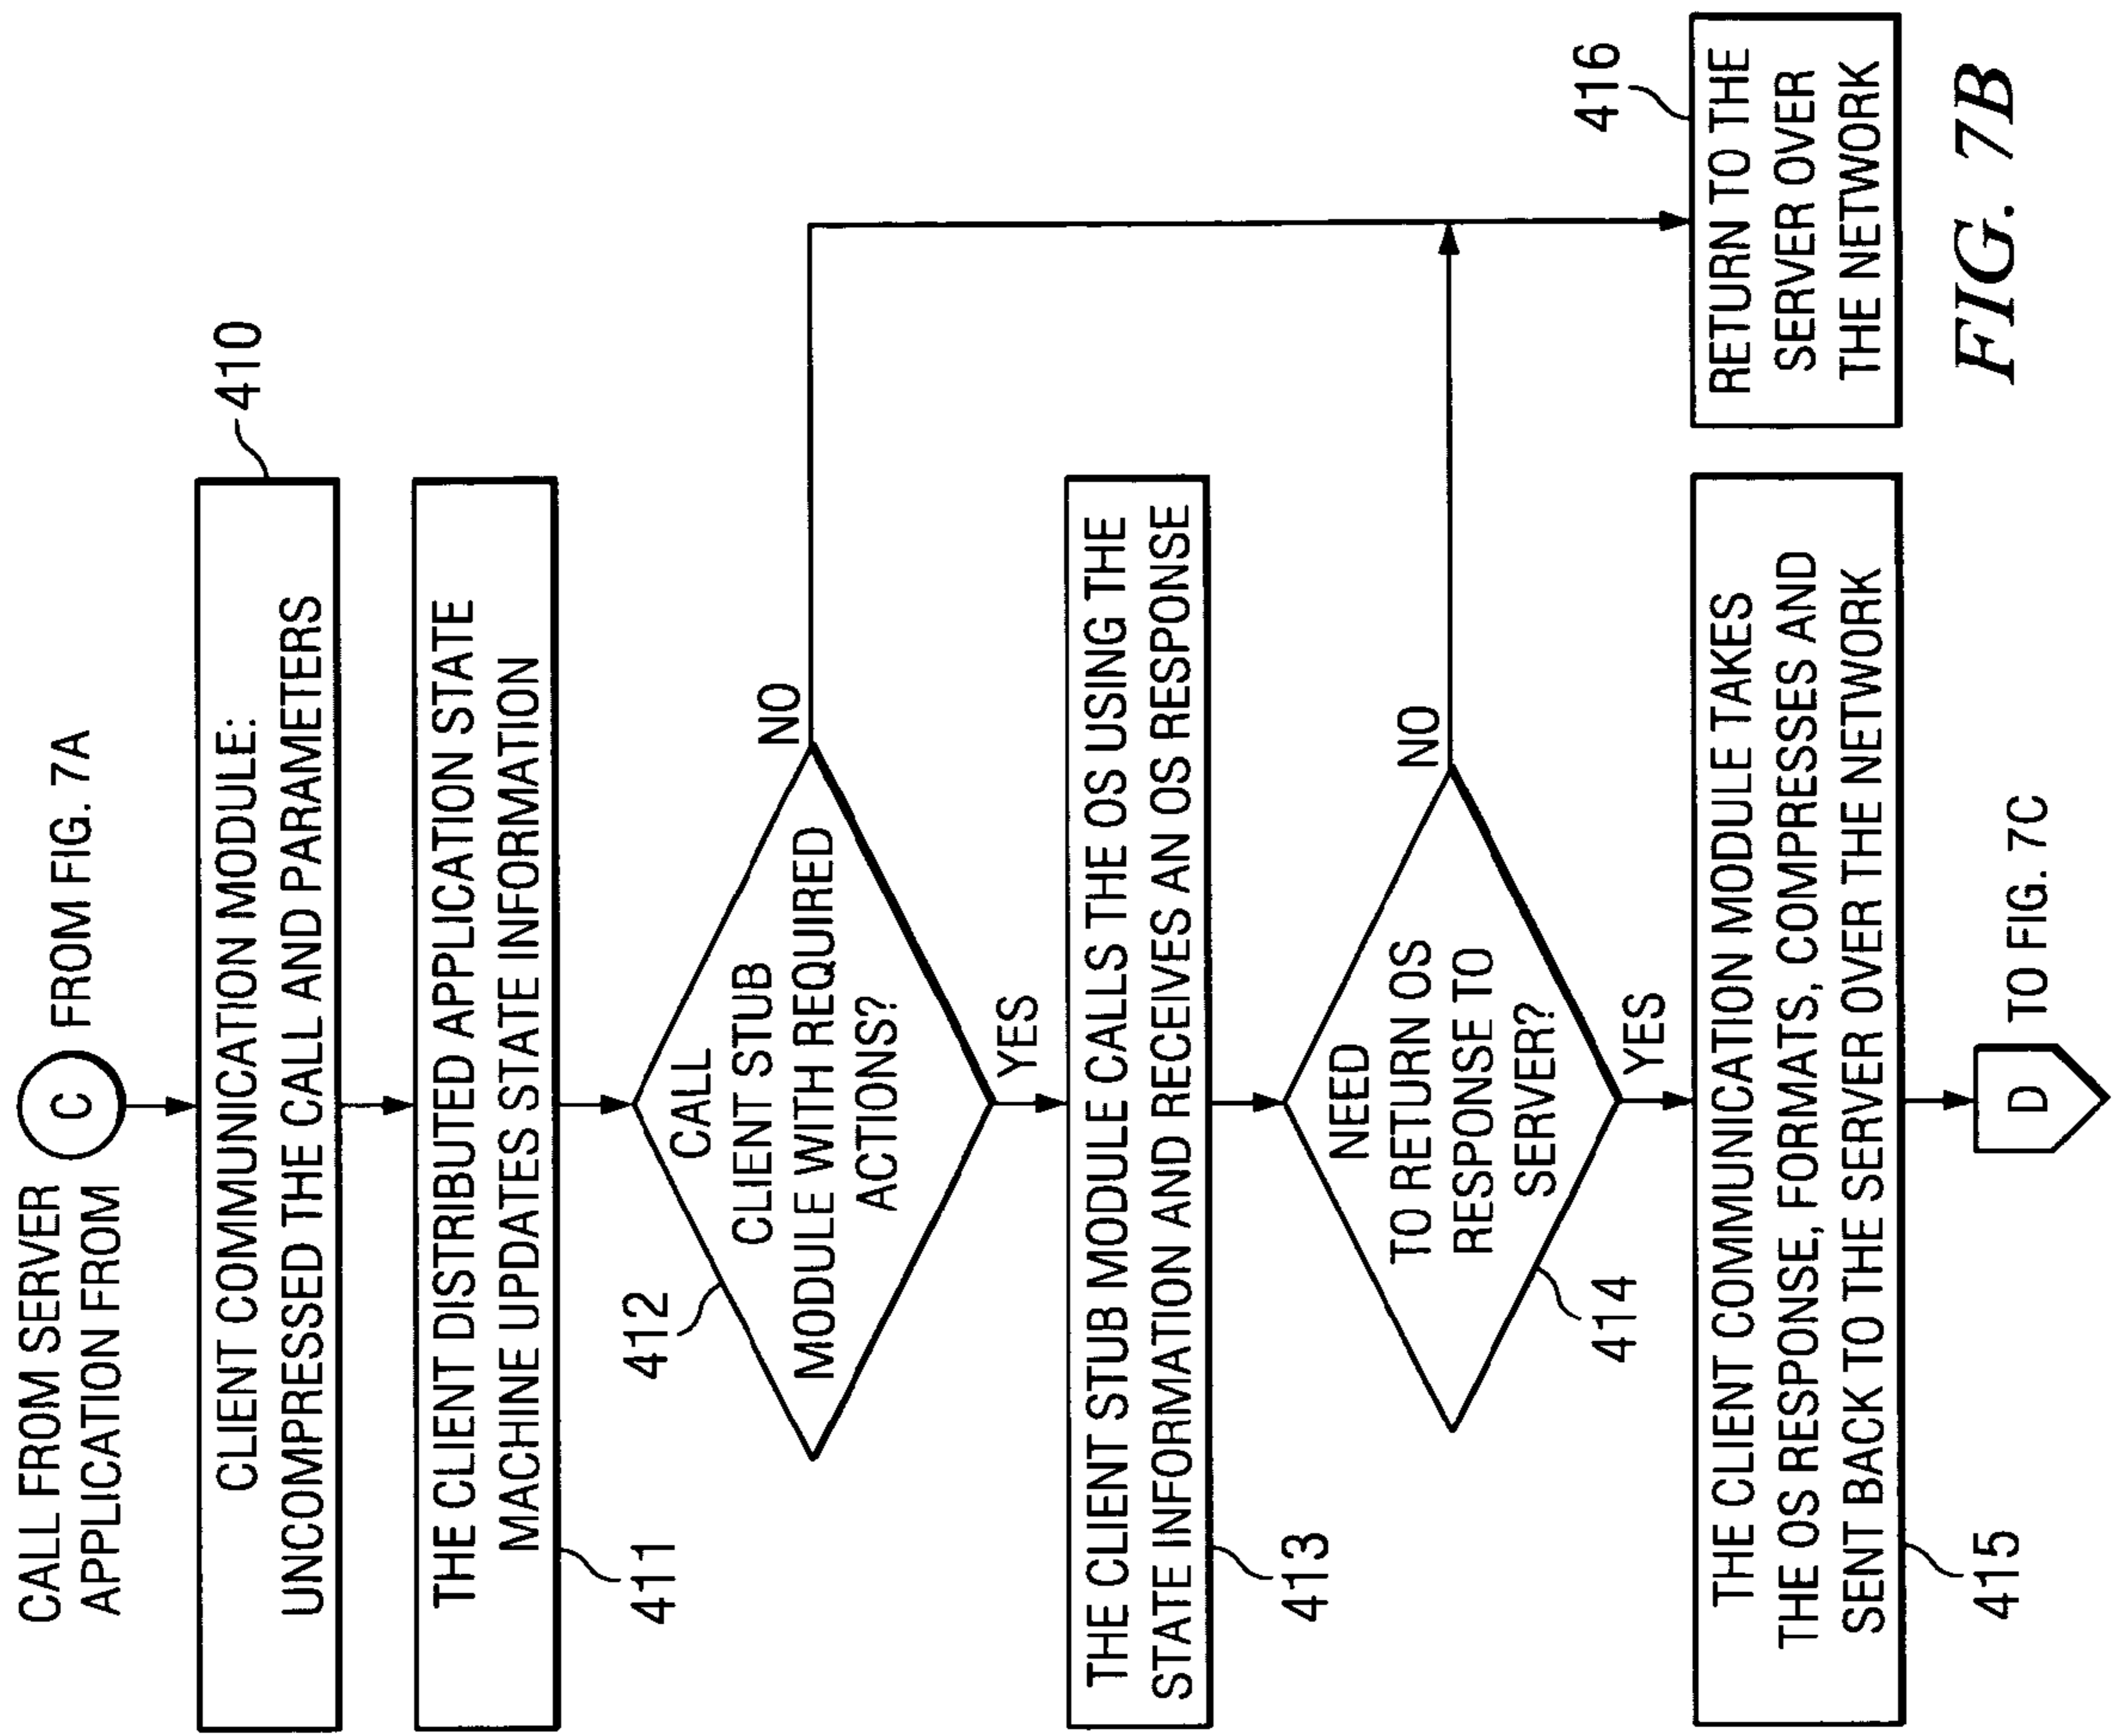 CALL FROM SERVER
APPLICATION FROM
C
FROM FIG. 7A
410
CLIENT COMMUNICATION MODULE:
UNCOMPRESSED THE CALL AND PARAMETERS
THE CLIENT DISTRIBUTED APPLICATION STATE
MACHINE UPDATES STATE INFORMATION
411
412
CALL
CLIENT STUB
MODULE WITH REQUIRED
ACTIONS?
NO
YES
THE CLIENT STUB MODULE CALLS THE OS USING THE
STATE INFORMATION AND RECEIVES AN OS RESPONSE
413
NEED
TO RETURN OS
RESPONSE TO
SERVER?
NO
414
YES
THE CLIENT COMMUNICATION MODULE TAKES
THE OS RESPONSE, FORMATS, COMPRESSES AND
SENT BACK TO THE SERVER OVER THE NETWORK
415
416
RETURN TO THE
SERVER OVER
THE NETWORK
D
TO FIG. 7C
FIG. 7B